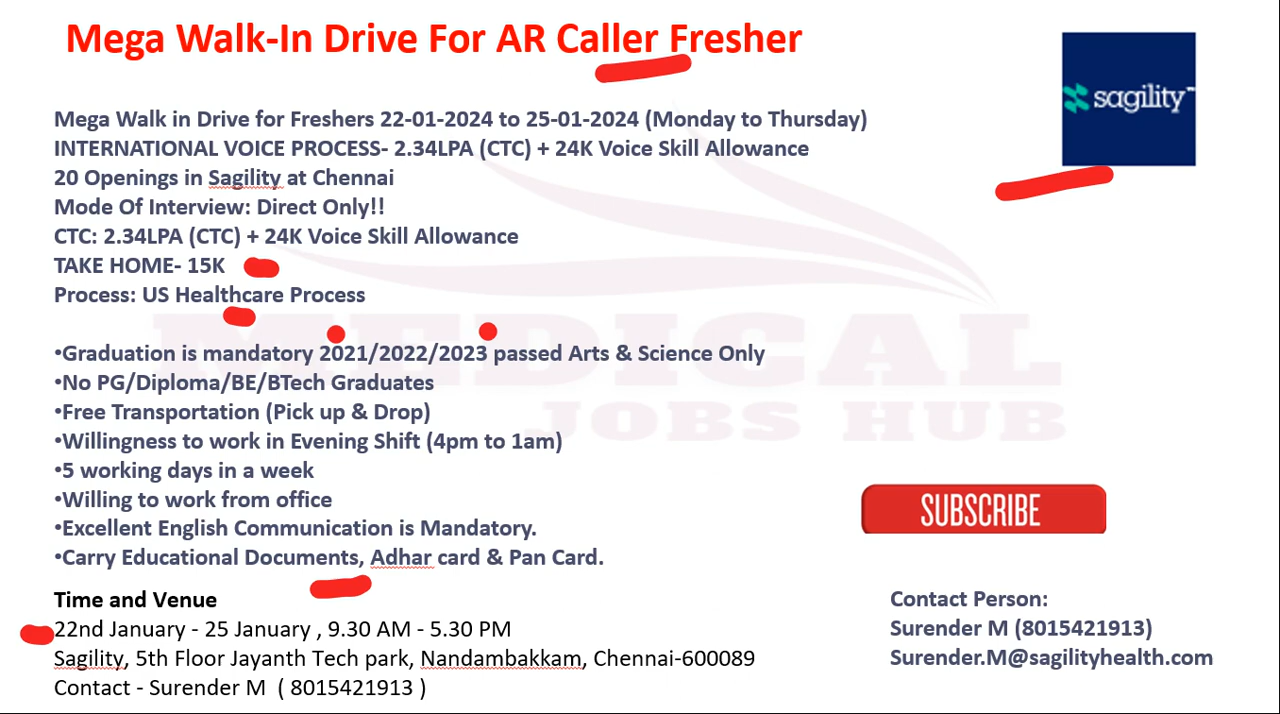 Mega Walk-In Drive For AR Caller Fresher
sagility
Mega Walk in Drive for Freshers 22-01-2024 to 25-01-2024 (Monday to Thursday)
INTERNATIONAL VOICE PROCESS- 2.34LPA (CTC) + 24K Voice Skill Allowance
20 Openings in Sagility at Chennai
Mode Of Interview: Direct Only!!
CTC: 2.34LPA (CTC) + 24K Voice Skill Allowance
TAKE HOME- 15K
Process: US Healthcare Process
MEDICAL
JOBS HUB
•Graduation is mandatory 2021/2022/2023 passed Arts & Science Only
•No PG/Diploma/BE/BTech Graduates
•Free Transportation (Pick up & Drop)
•Willingness to work in Evening Shift (4pm to 1am)
•5 working days in a week
•Willing to work from office
•Excellent English Communication is Mandatory.
•Carry Educational Documents, Adhar card & Pan Card.
SUBSCRIBE
Time and Venue
22nd January - 25 January , 9.30 AM - 5.30 PM
Sagility, 5th Floor Jayanth Tech park, Nandambakkam, Chennai-600089
Contact - Surender M  ( 8015421913 )
Contact Person:
Surender M (8015421913)
Surender.M@sagilityhealth.com